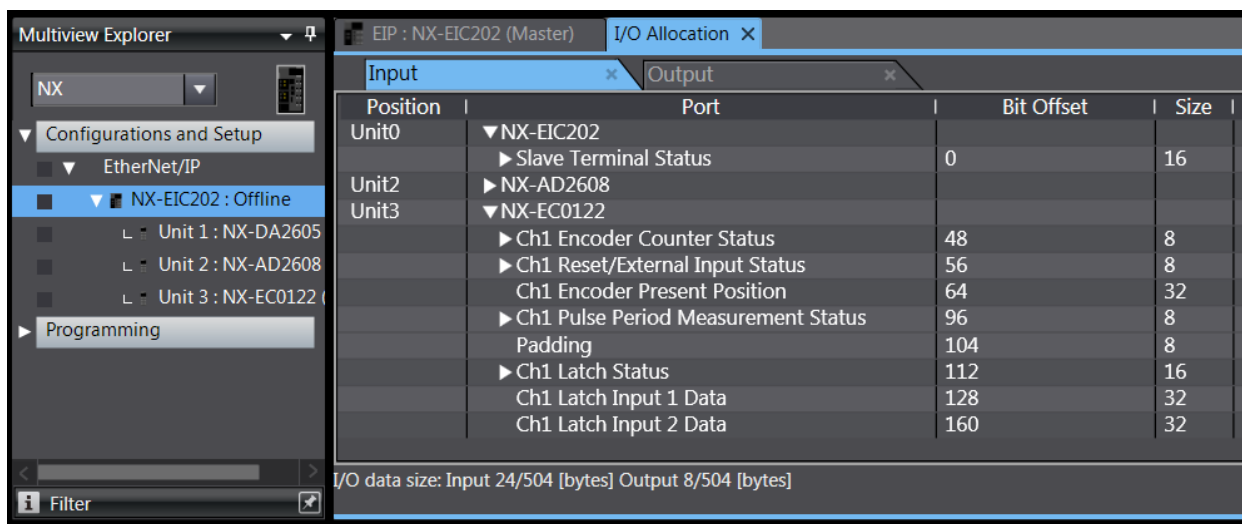 Multiview Explorer
NX
Configurations and Setup
EtherNet/IP
NX-EIC202 : Offline
Unit 1 : NX-DA2605
Unit 2 : NX-AD2608
Unit 3 : NX-EC0122 (
Programming
Filter
EIP : NX-EIC202 (Master) I/O Allocation
Input Output
Position Port Bit Offset Size
Unit0 NX-EIC202
Slave Terminal Status 0 16
Unit2 NX-AD2608
Unit3 NX-EC0122
Ch1 Encoder Counter Status 48 8
Ch1 Reset/External Input Status 56 8
Ch1 Encoder Present Position 64 32
Ch1 Pulse Period Measurement Status 96 8
Padding 104 8
Ch1 Latch Status 112 16
Ch1 Latch Input 1 Data 128 32
Ch1 Latch Input 2 Data 160 32
I/O data size: Input 24/504 [bytes] Output 8/504 [bytes]